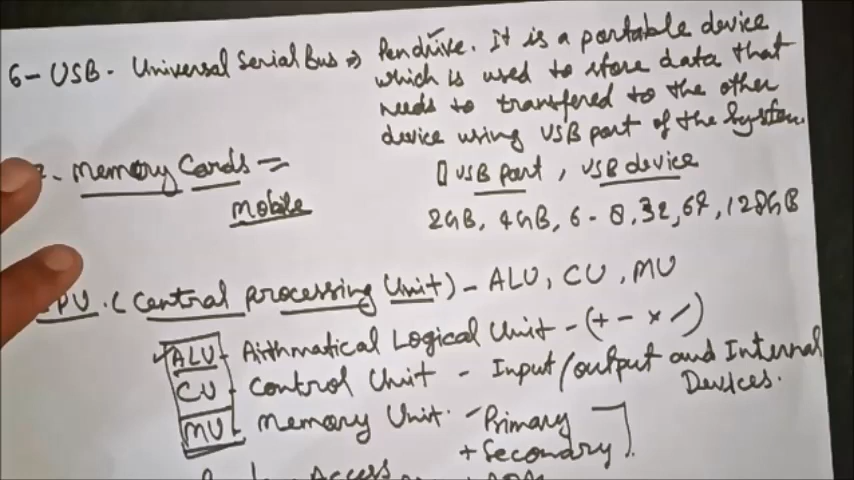 6- USB - Universal Serial Bus ⇒ Pendrive. It is a portable device
which is used to store data that
needs to transfered to the other
device using USB port of the System.
USB port, USB device
2GB, 4GB, 6-8, 32, 64, 128GB
- Memory Cards =
mobile
CPU. (Central processing Unit) - ALU, CU, MU
ALU - Airthmatical Logical Unit - (+ - × /)
CU - Control Unit - Input/output and Internal
Devices.
MU - Memory Unit. - Primary
+ Secondary
Access